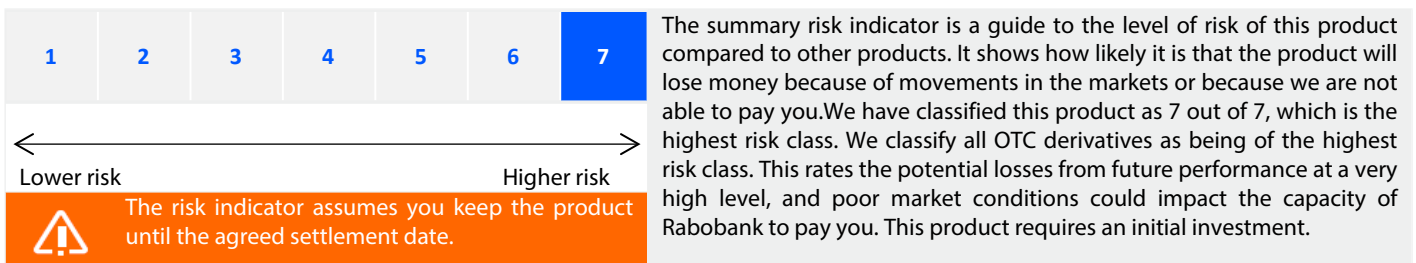 1 2 3 4 5 6 7
Lower risk Higher risk
The risk indicator assumes you keep the product
until the agreed settlement date.
The summary risk indicator is a guide to the level of risk of this product
compared to other products. It shows how likely it is that the product will
lose money because of movements in the markets or because we are not
able to pay you.We have classified this product as 7 out of 7, which is the
highest risk class. We classify all OTC derivatives as being of the highest
risk class. This rates the potential losses from future performance at a very
high level, and poor market conditions could impact the capacity of
Rabobank to pay you. This product requires an initial investment.